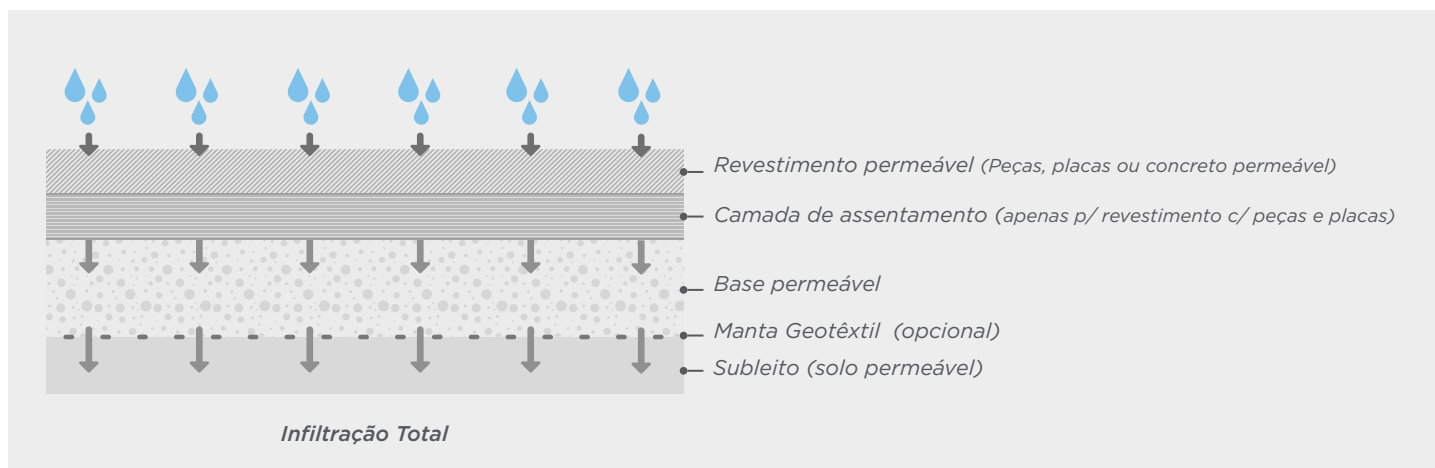 Revestimento permeável (Peças, placas ou concreto permeável)
Camada de assentamento (apenas p/ revestimento c/ peças e placas)
Base permeável
Manta Geotêxtil (opcional)
Subleito (solo permeável)
Infiltração Total